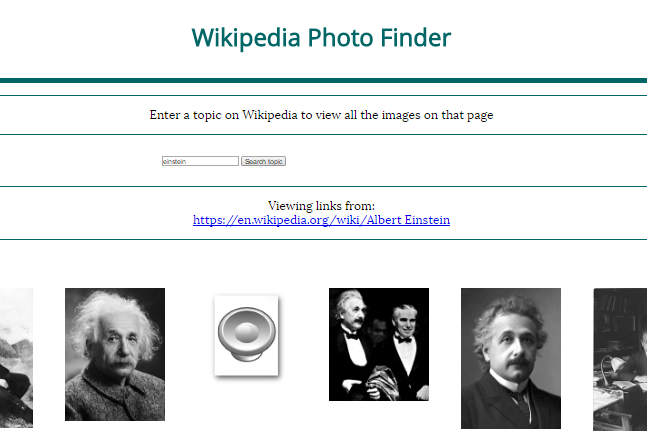 Wikipedia Photo Finder
Enter a topic on Wikipedia to view all the images on that page
einstein Search topic
Viewing links from:
https://en.wikipedia.org/wiki/Albert Einstein